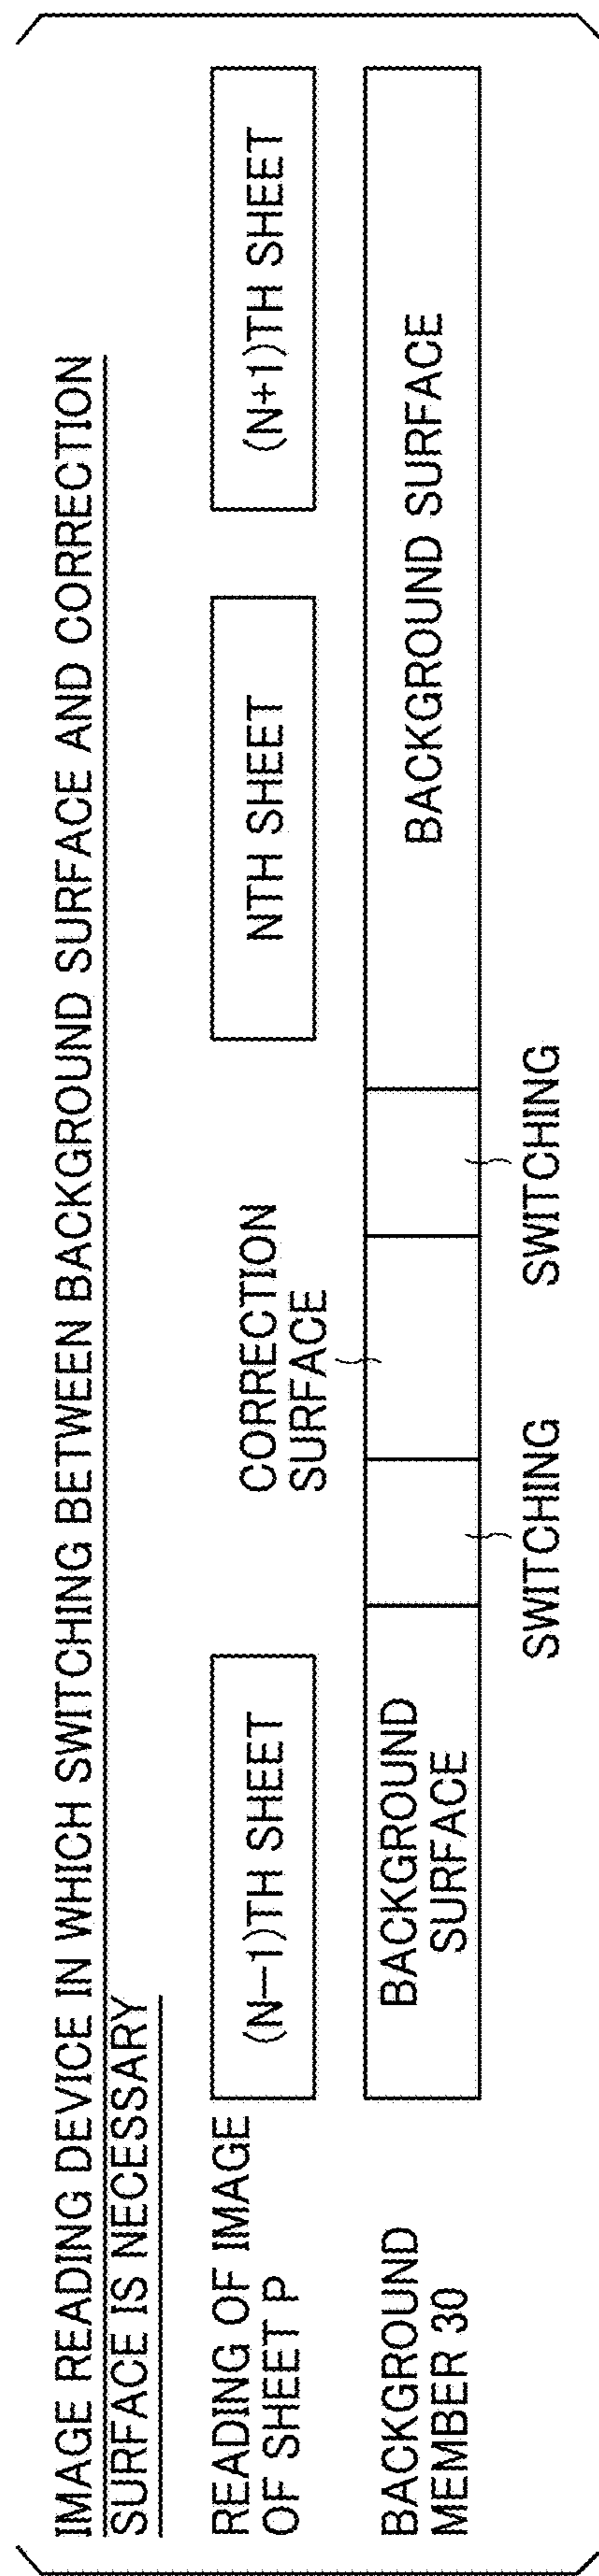 IMAGE READING DEVICE IN WHICH SWITCHING BETWEEN BACKGROUND SURFACE AND CORRECTION
SURFACE IS NECESSARY
READING OF IMAGE
OF SHEET P
(N−1)TH SHEET
CORRECTION
SURFACE
NTH SHEET
(N+1)TH SHEET
BACKGROUND
MEMBER 30
BACKGROUND
SURFACE
BACKGROUND SURFACE
SWITCHING
SWITCHING